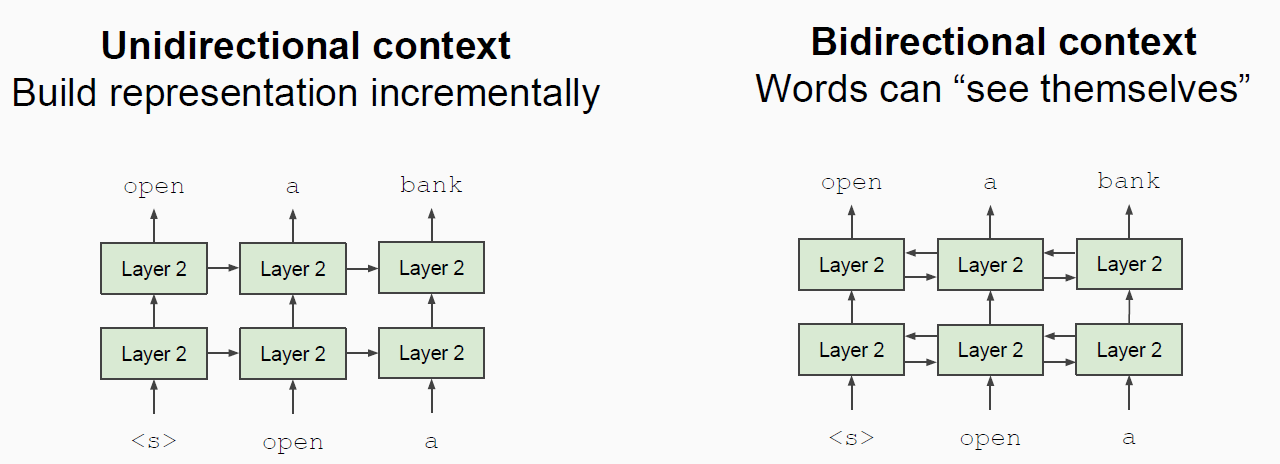 Unidirectional context
Build representation incrementally
open a bank
Layer 2 Layer 2 Layer 2
Layer 2 Layer 2 Layer 2
<s> open a
Bidirectional context
Words can “see themselves”
open a bank
Layer 2 Layer 2 Layer 2
Layer 2 Layer 2 Layer 2
<s> open a